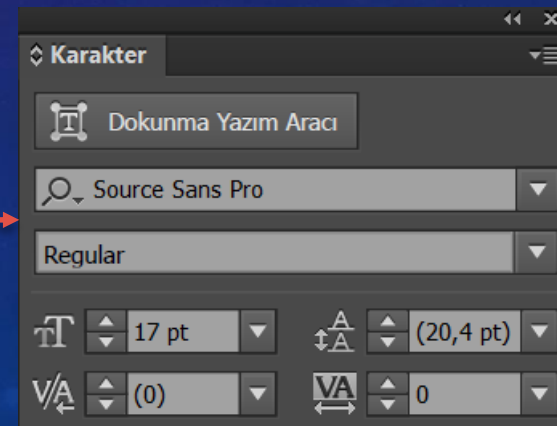 Karakter
Dokunma Yazım Aracı
Source Sans Pro
Regular
17 pt (20,4 pt)
(0) 0